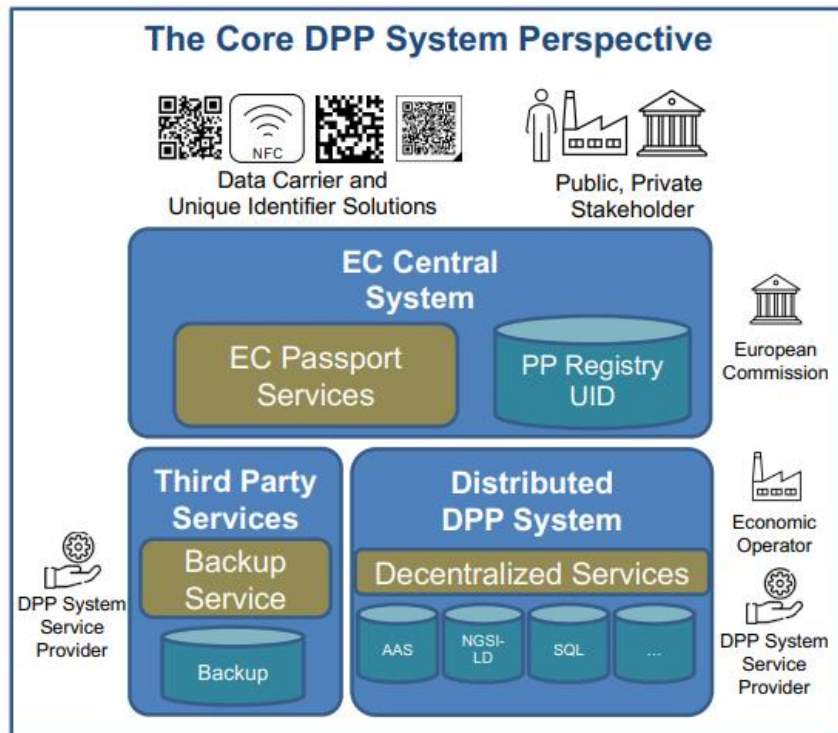 The Core DPP System Perspective
NFC
Data Carrier and
Unique Identifier Solutions
Public, Private
Stakeholder
EC Central
System
EC Passport
Services
PP Registry
UID
European
Commission
Third Party
Services
Backup
Service
Backup
DPP System
Service
Provider
Distributed
DPP System
Decentralized Services
AAS
NGSI-
LD
SQL
...
Economic
Operator
DPP System
Service
Provider